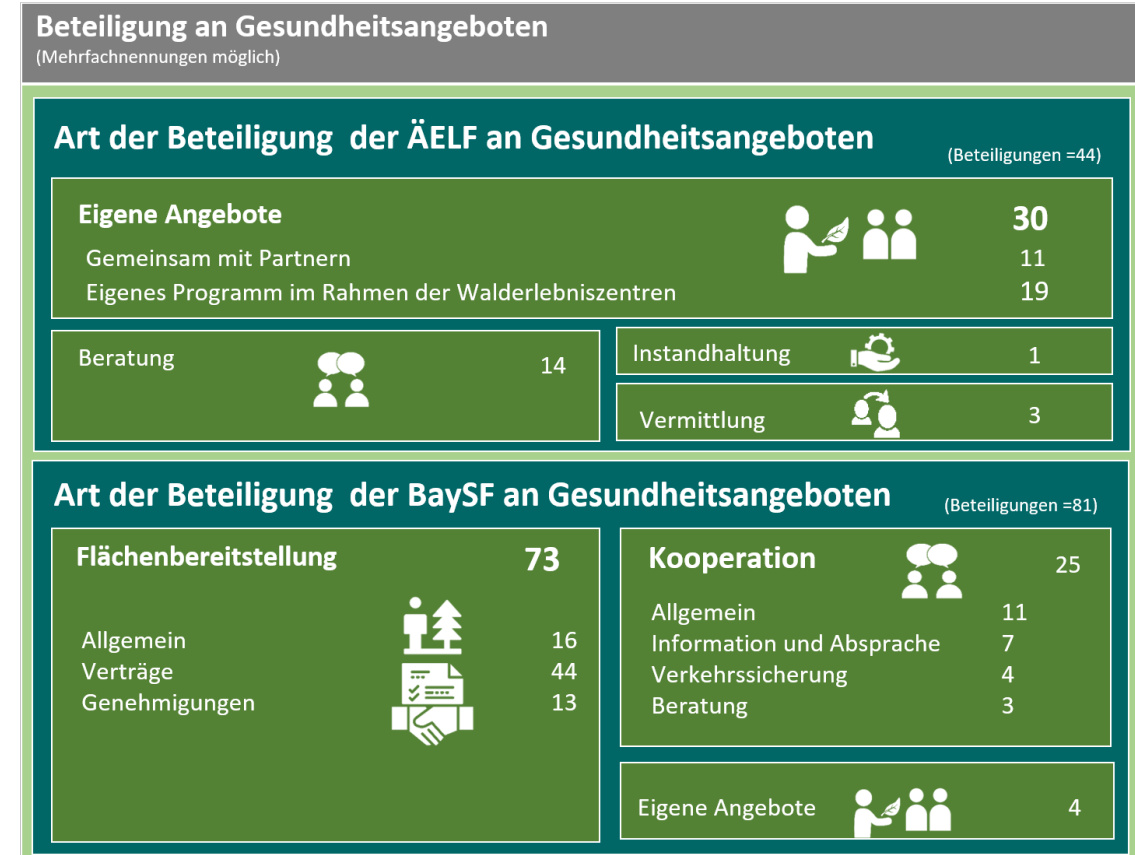 Beteiligung an Gesundheitsangeboten
(Mehrfachnennungen möglich)
Art der Beteiligung der ÄELF an Gesundheitsangeboten (Beteiligungen =44)
Eigene Angebote 30
Gemeinsam mit Partnern 11
Eigenes Programm im Rahmen der Walderlebniszentren 19
Beratung 14
Instandhaltung 1
Vermittlung 3
Art der Beteiligung der BaySF an Gesundheitsangeboten (Beteiligungen =81)
Flächenbereitstellung 73
Allgemein 16
Verträge 44
Genehmigungen 13
Kooperation 25
Allgemein 11
Information und Absprache 7
Verkehrssicherung 4
Beratung 3
Eigene Angebote 4